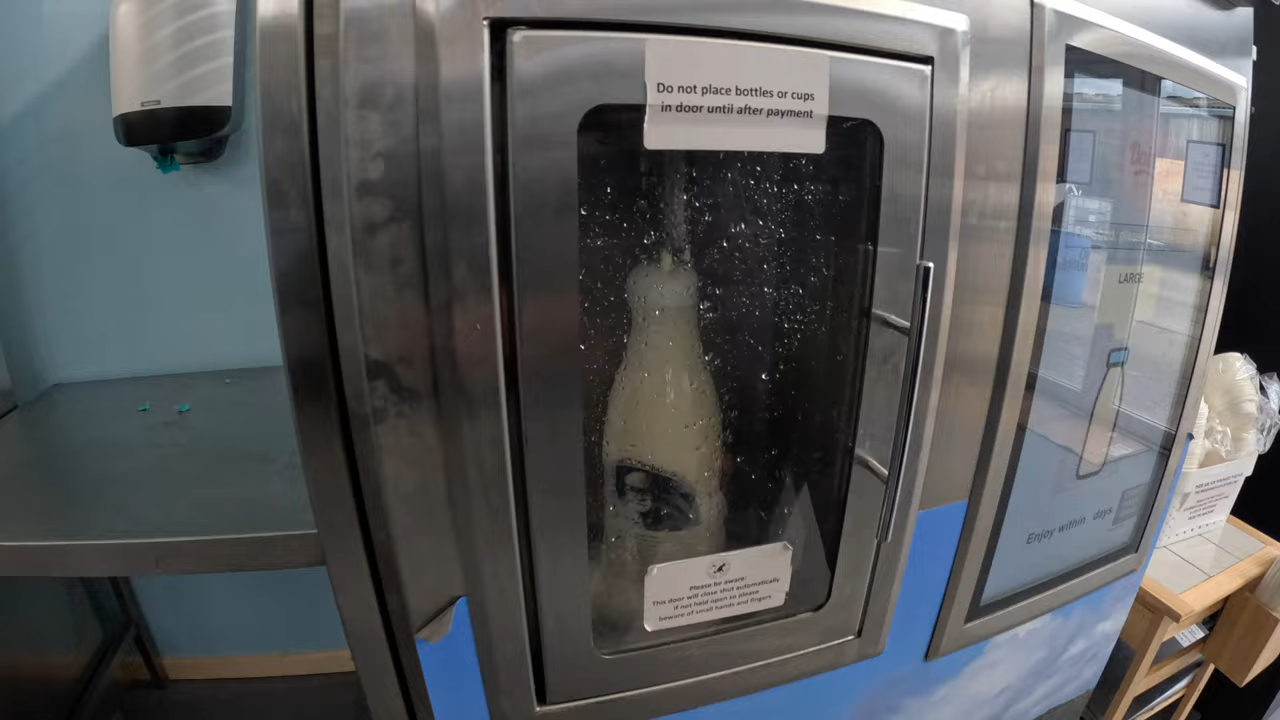 Do not place bottles or cups
in door until after payment
LARGE
Enjoy within days
Please be aware:
This door will close shut automatically
if not held open so please
beware of small hands and fingers